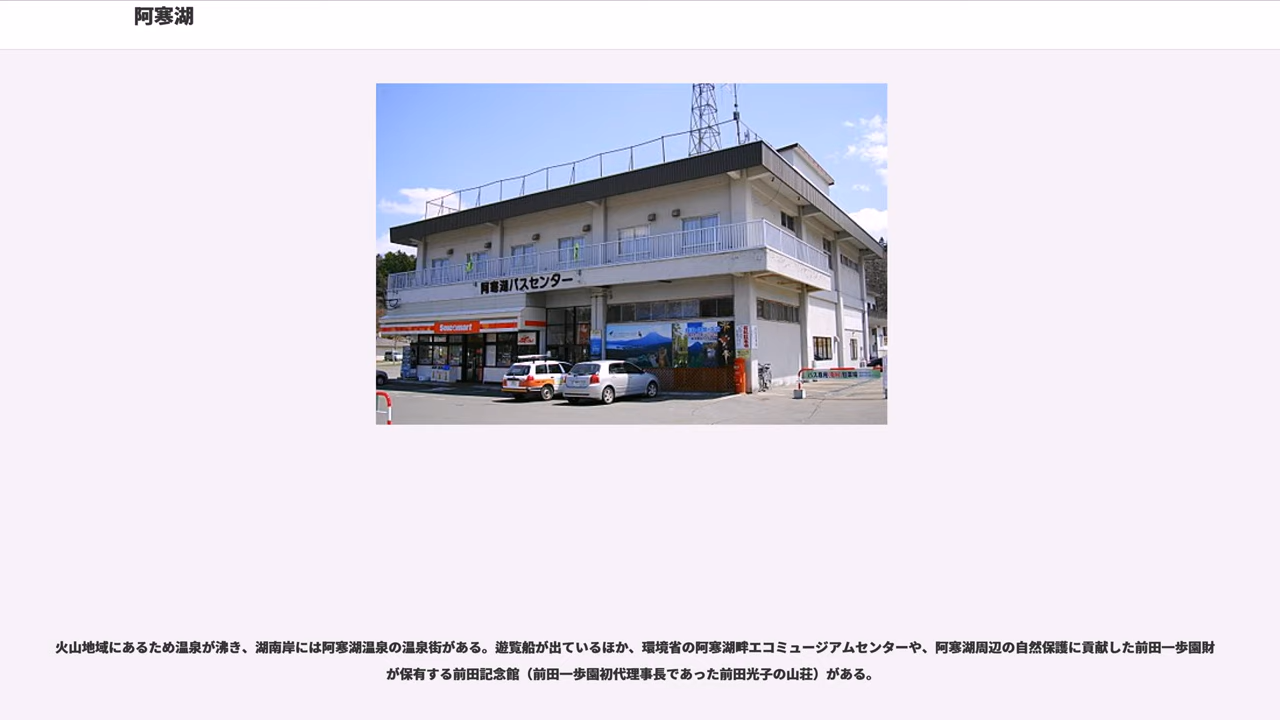 阿寒湖
阿寒湖バスセンター
Seicomart
火山地域にあるため温泉が沸き、湖南岸には阿寒湖温泉の温泉街がある。遊覧船が出ているほか、環境省の阿寒湖畔エコミュージアムセンターや、阿寒湖周辺の自然保護に貢献した前田一歩園財
が保有する前田記念館（前田一歩園初代理事長であった前田光子の山荘）がある。